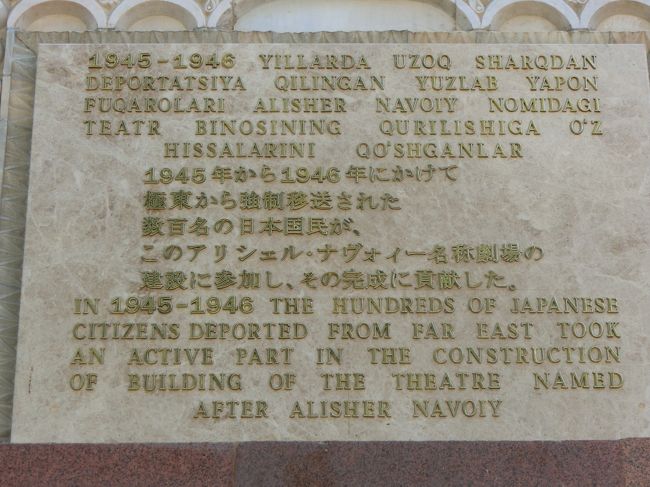 1945-1946 YILLARDA UZOQ SHARQDAN
DEPORTATSIYA QILINGAN YUZLAB YAPON
FUQAROLARI ALISHER NAVOIY NOMIDAGI
TEATR BINOSINING QURILISHIGA O'Z
HISSALARINI QO'SHGANLAR
1945年から1946年にかけて
極東から強制移送された
数百名の日本国民が、
このアリシェル・ナヴォィー名称劇場の
建設に参加し、その完成に貢献した。
IN 1945-1946 THE HUNDREDS OF JAPANESE
CITIZENS DEPORTED FROM FAR EAST TOOK
AN ACTIVE PART IN THE CONSTRUCTION
OF BUILDING OF THE THEATRE NAMED
AFTER ALISHER NAVOIY